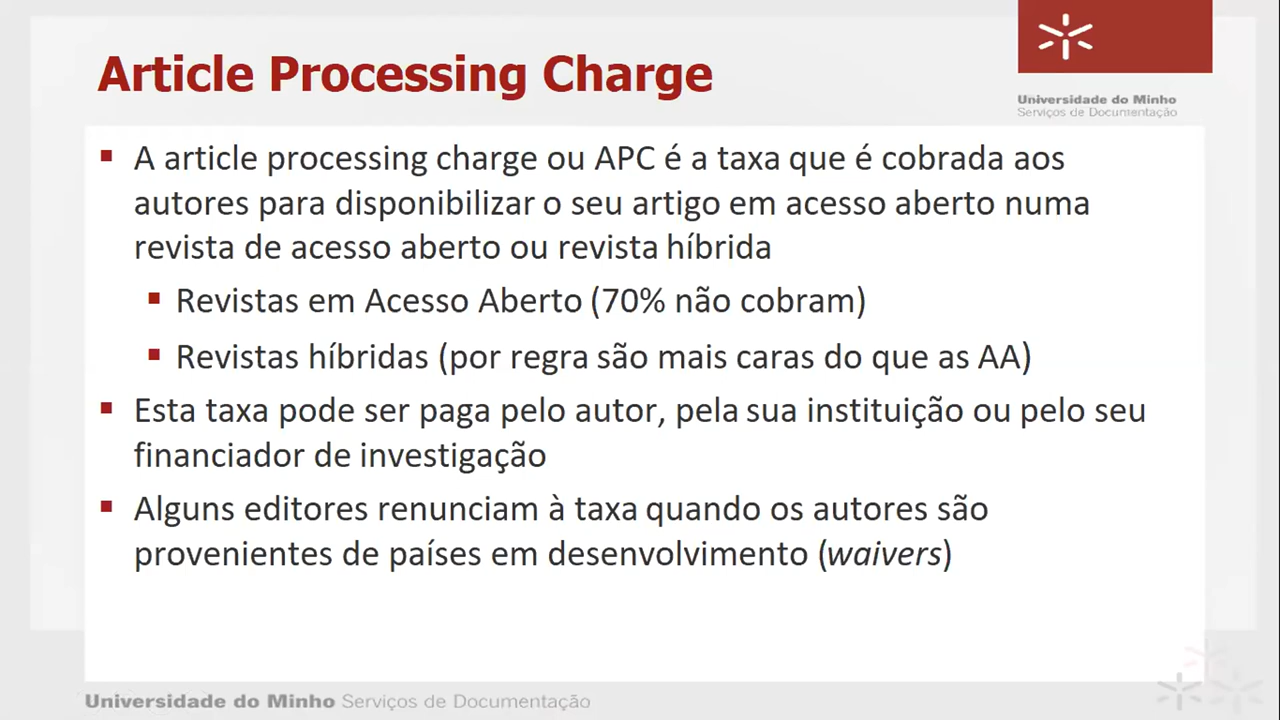 Article Processing Charge
Universidade do Minho
Serviços de Documentação
A article processing charge ou APC é a taxa que é cobrada aos
autores para disponibilizar o seu artigo em acesso aberto numa
revista de acesso aberto ou revista híbrida
Revistas em Acesso Aberto (70% não cobram)
Revistas híbridas (por regra são mais caras do que as AA)
Esta taxa pode ser paga pelo autor, pela sua instituição ou pelo seu
financiador de investigação
Alguns editores renunciam à taxa quando os autores são
provenientes de países em desenvolvimento (waivers)
Universidade do Minho Serviços de Documentação